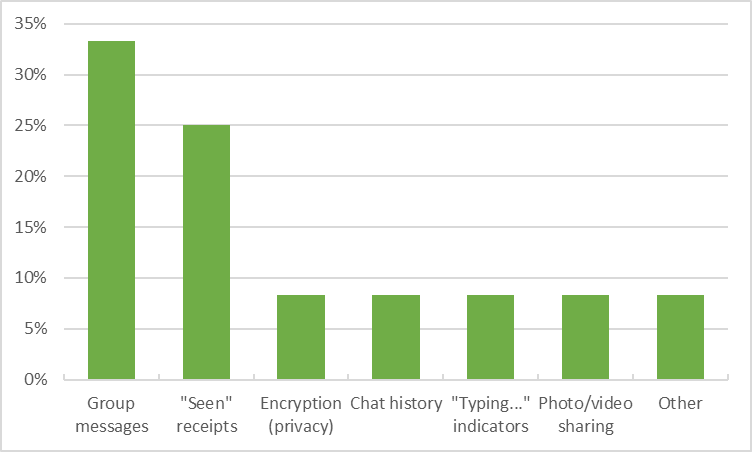 35%
30%
25%
20%
15%
10%
5%
0%
Group
messages
"Seen"
receipts
Encryption
(privacy)
Chat history
"Typing..."
indicators
Photo/video
sharing
Other